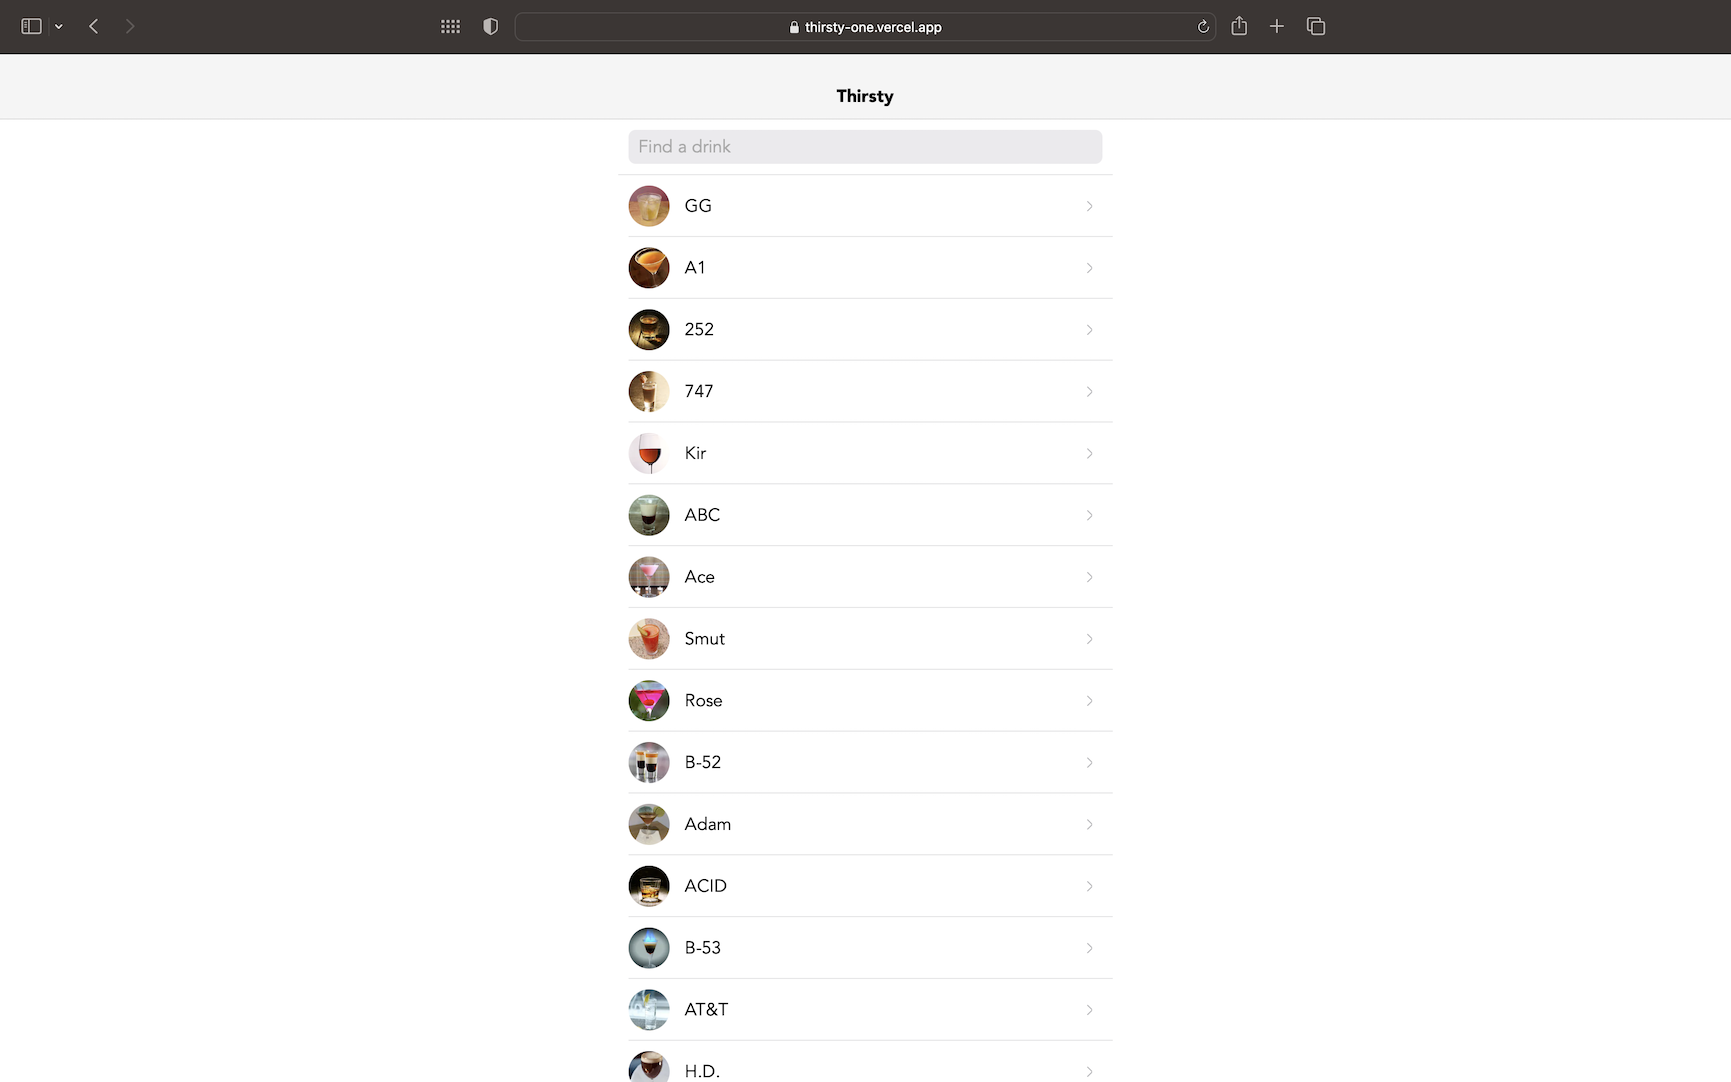 thirsty-one.vercel.app
Thirsty
Find a drink
GG
A1
252
747
Kir
ABC
Ace
Smut
Rose
B-52
Adam
ACID
B-53
AT&T
H.D.